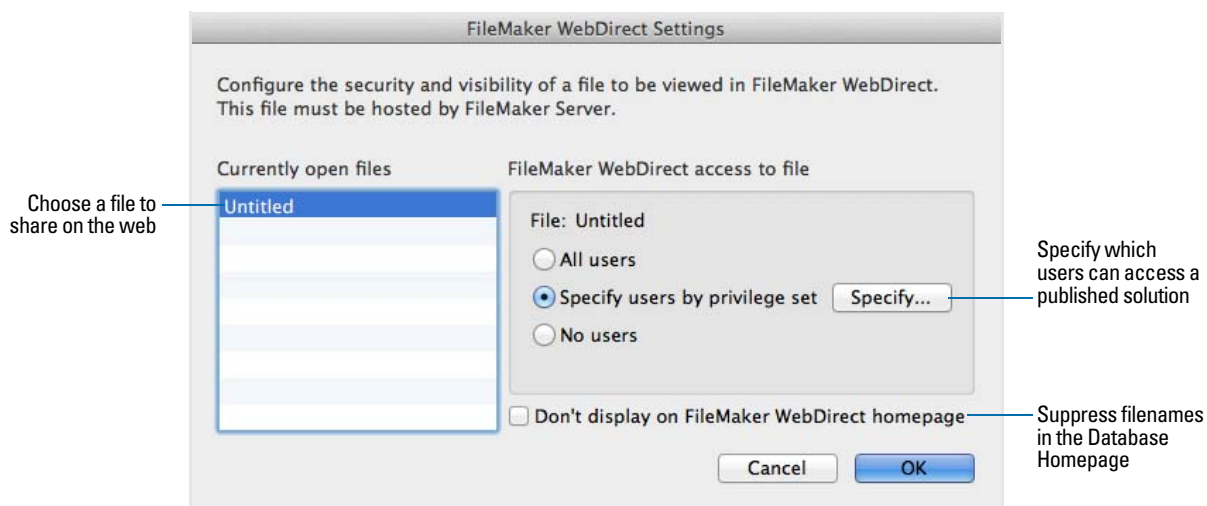 FileMaker WebDirect Settings
Configure the security and visibility of a file to be viewed in FileMaker WebDirect.
This file must be hosted by FileMaker Server.
Currently open files
FileMaker WebDirect access to file
Choose a file to
share on the web
Untitled
File: Untitled
All users
Specify users by privilege set
Specify...
No users
Specify which
users can access a
published solution
Don't display on FileMaker WebDirect homepage
Suppress filenames
in the Database
Homepage
Cancel
OK